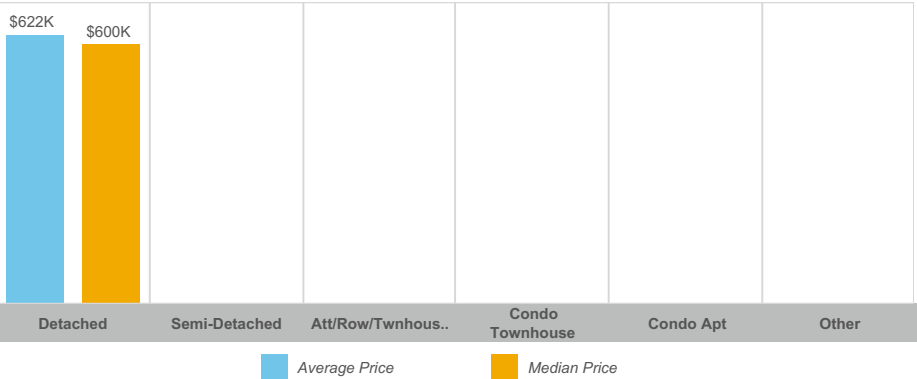 $622K
$600K
Detached
Semi-Detached
Att/Row/Twnhous..
Condo
Townhouse
Condo Apt
Other
Average Price
Median Price